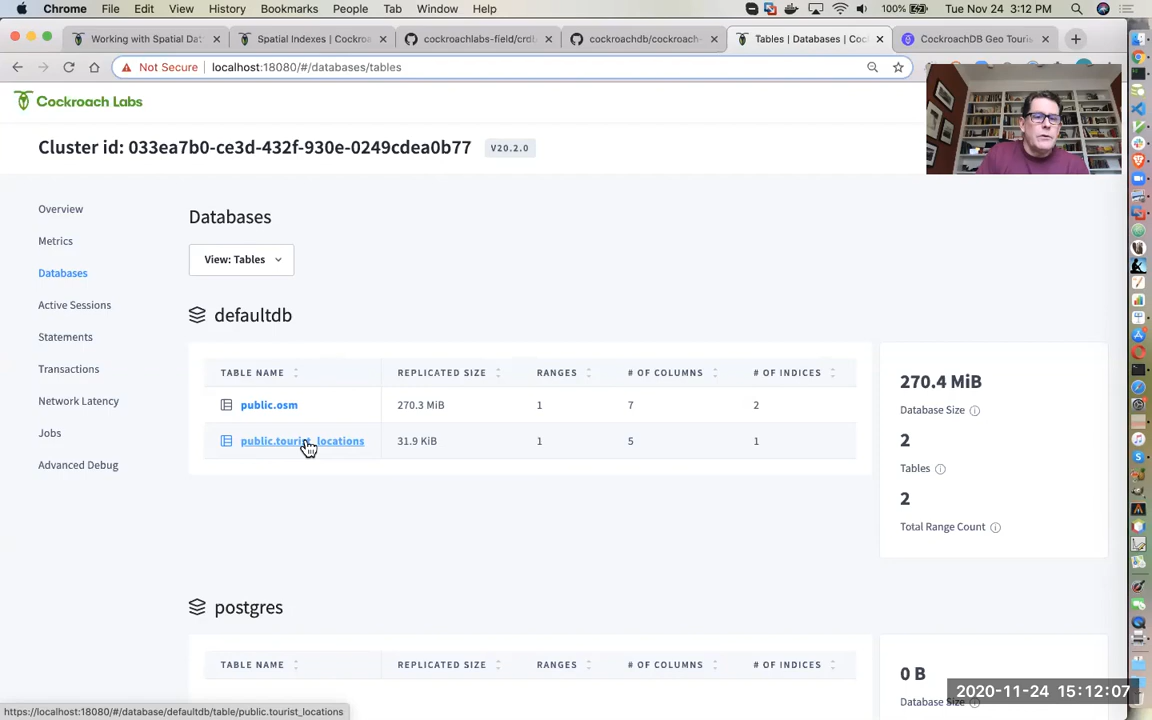 Chrome File Edit View History Bookmarks People Tab Window Help
100% Tue Nov 24 3:12 PM
Working with Spatial Dat
Spatial Indexes | Cockroa
cockroachlabs-field/crdb
cockroachdb/cockroach-
Tables | Databases | Coc
CockroachDB Geo Touris
Not Secure localhost:18080/#/databases/tables
Cockroach Labs
Cluster id: 033ea7b0-ce3d-432f-930e-0249cdea0b77 V20.2.0
Overview
Metrics
Databases
Active Sessions
Statements
Transactions
Network Latency
Jobs
Advanced Debug
Databases
View: Tables
defaultdb
TABLE NAME REPLICATED SIZE RANGES # OF COLUMNS # OF INDICES
public.osm 270.3 MiB 1 7 2
public.tourist_locations 31.9 KiB 1 5 1
270.4 MiB
Database Size
2
Tables
2
Total Range Count
postgres
TABLE NAME REPLICATED SIZE RANGES # OF COLUMNS # OF INDICES
0 B
Database Size
https://localhost:18080/#/database/defaultdb/table/public.tourist_locations
2020-11-24 15:12:07